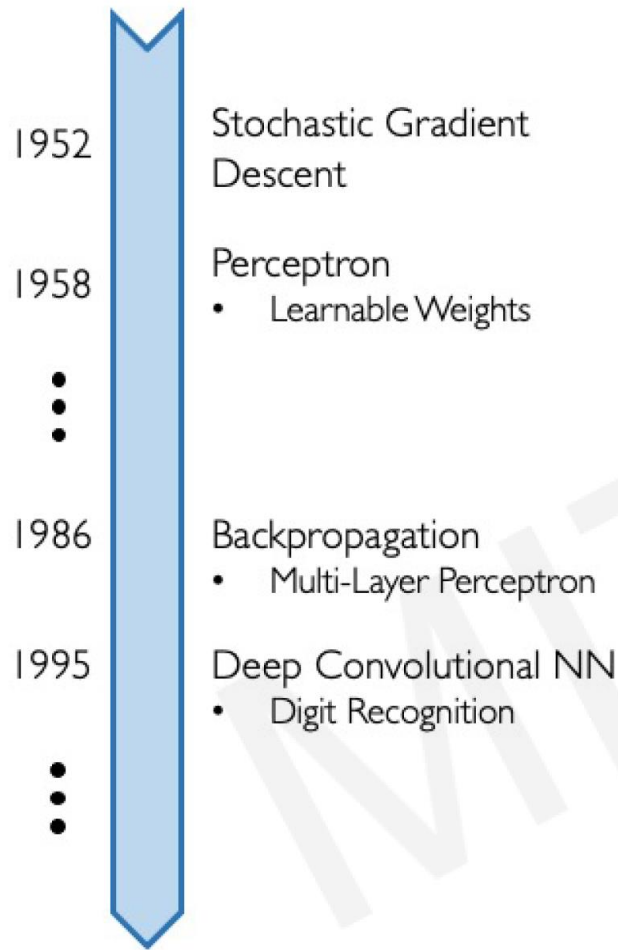 1952
Stochastic Gradient
Descent
1958
Perceptron
• Learnable Weights
1986
Backpropagation
• Multi-Layer Perceptron
1995
Deep Convolutional NN
• Digit Recognition